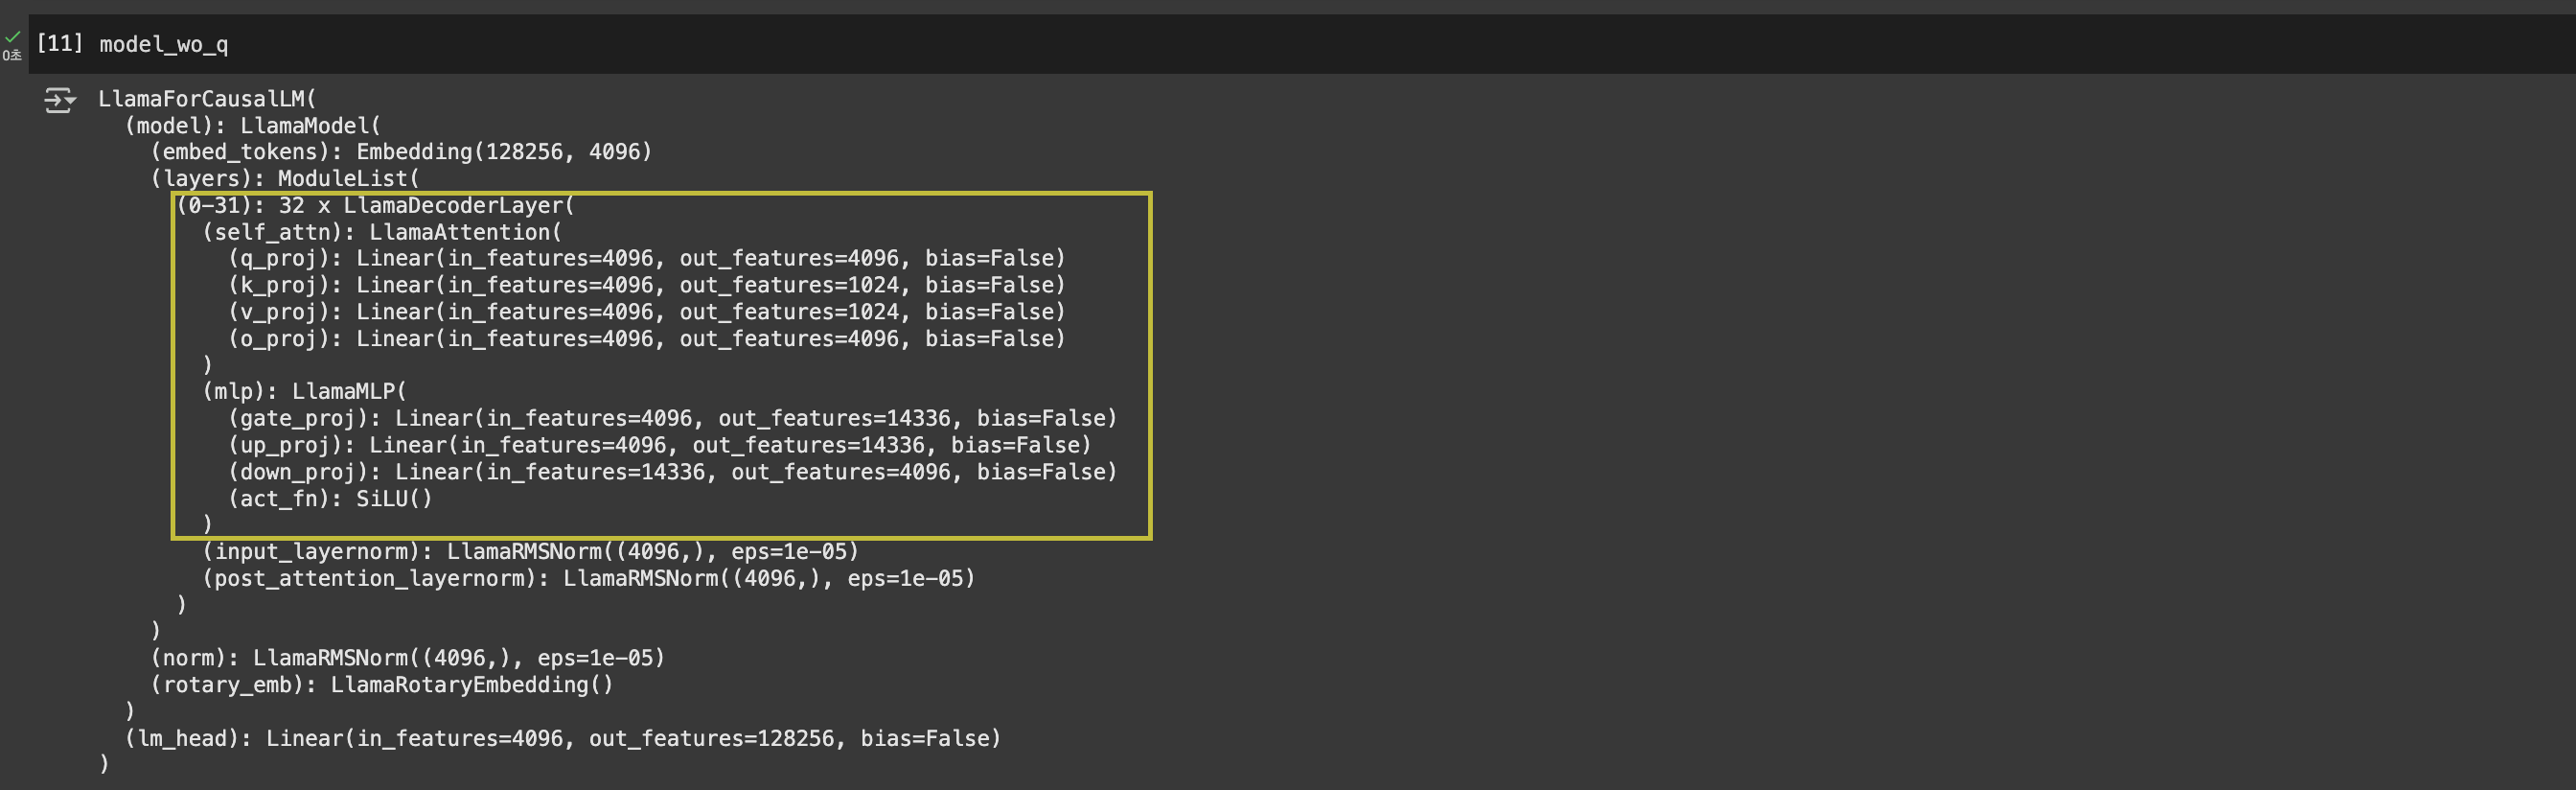 [11] model_wo_q
0초
LlamaForCausalLM(
  (model): LlamaModel(
    (embed_tokens): Embedding(128256, 4096)
    (layers): ModuleList(
      (0-31): 32 x LlamaDecoderLayer(
        (self_attn): LlamaAttention(
          (q_proj): Linear(in_features=4096, out_features=4096, bias=False)
          (k_proj): Linear(in_features=4096, out_features=1024, bias=False)
          (v_proj): Linear(in_features=4096, out_features=1024, bias=False)
          (o_proj): Linear(in_features=4096, out_features=4096, bias=False)
        )
        (mlp): LlamaMLP(
          (gate_proj): Linear(in_features=4096, out_features=14336, bias=False)
          (up_proj): Linear(in_features=4096, out_features=14336, bias=False)
          (down_proj): Linear(in_features=14336, out_features=4096, bias=False)
          (act_fn): SiLU()
        )
        (input_layernorm): LlamaRMSNorm((4096,), eps=1e-05)
        (post_attention_layernorm): LlamaRMSNorm((4096,), eps=1e-05)
      )
    )
    (norm): LlamaRMSNorm((4096,), eps=1e-05)
    (rotary_emb): LlamaRotaryEmbedding()
  )
  (lm_head): Linear(in_features=4096, out_features=128256, bias=False)
)